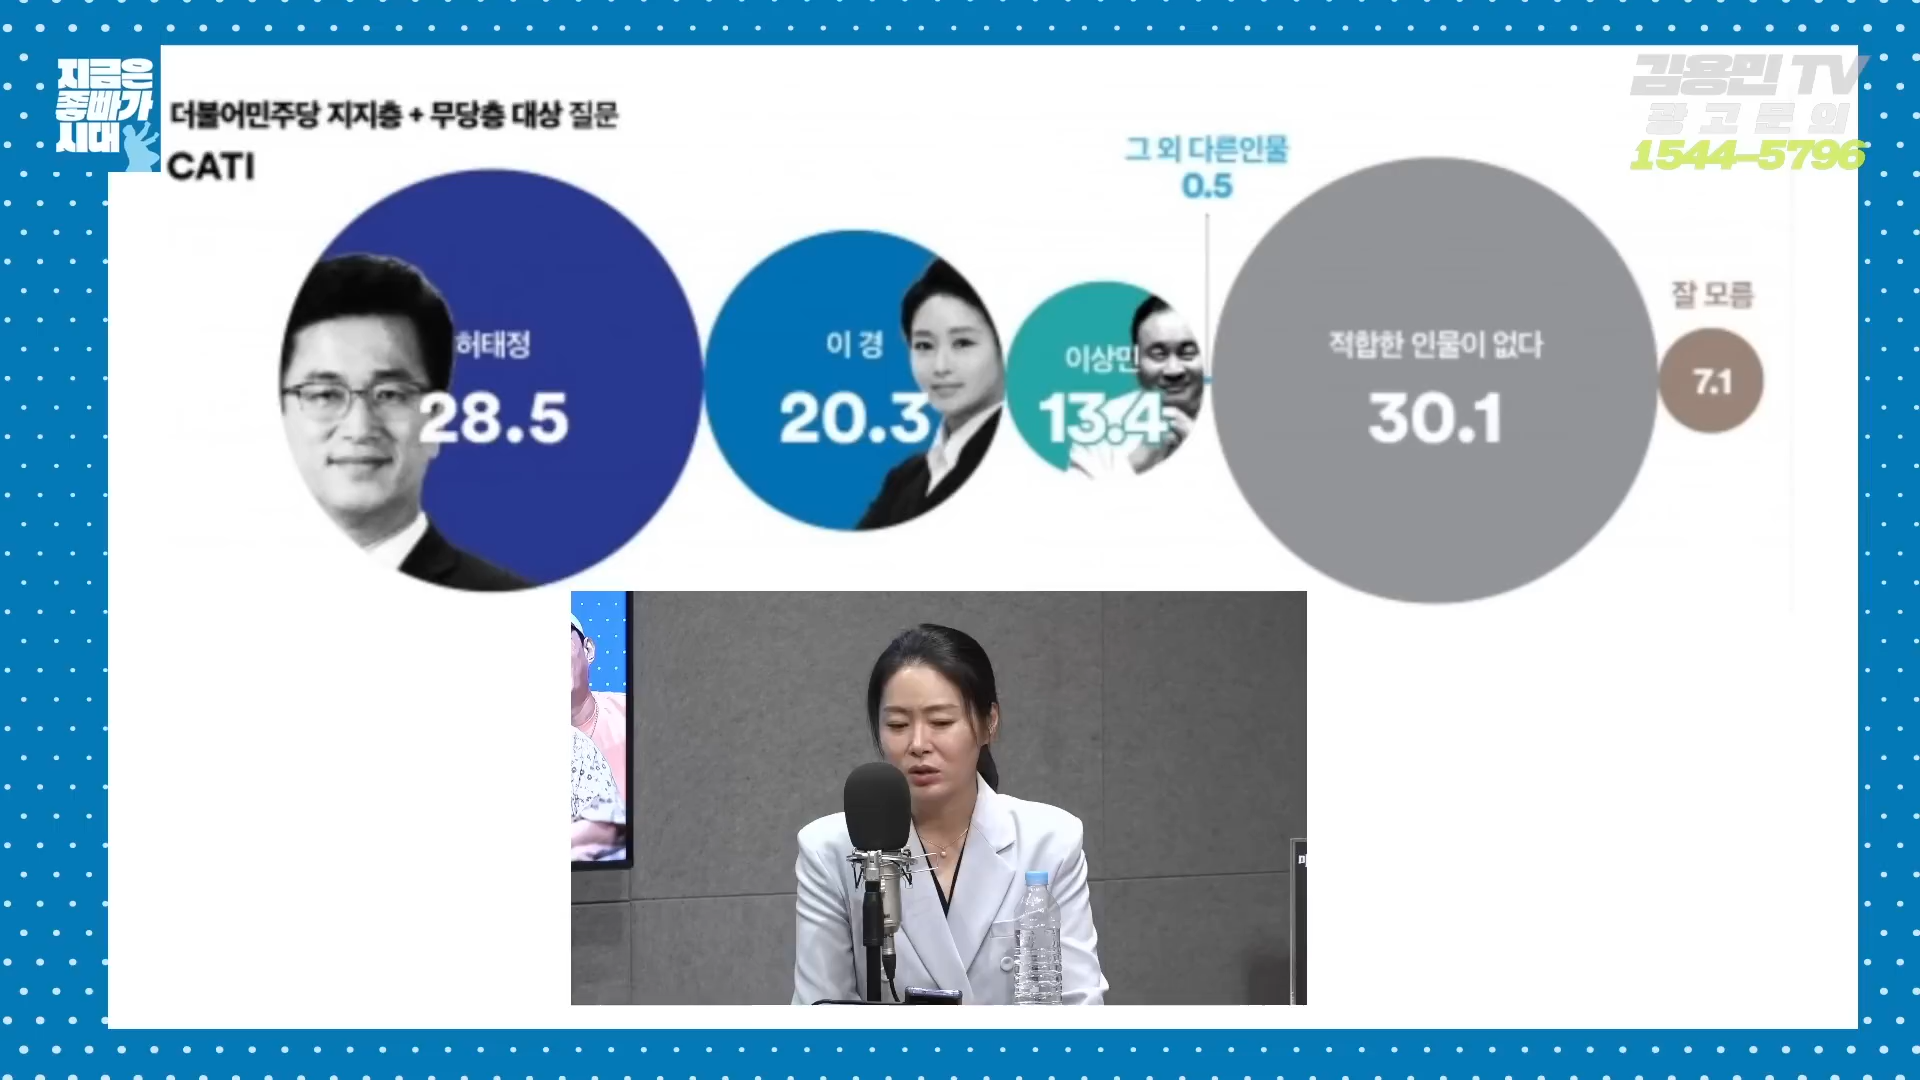 지금은
좋빠가
시대
김용민 TV
광고문의
1544-5796
더불어민주당 지지층 + 무당층 대상 질문
CATI
허태정
28.5
이 경
20.3
이상민
13.4
그 외 다른인물
0.5
적합한 인물이 없다
30.1
잘 모름
7.1